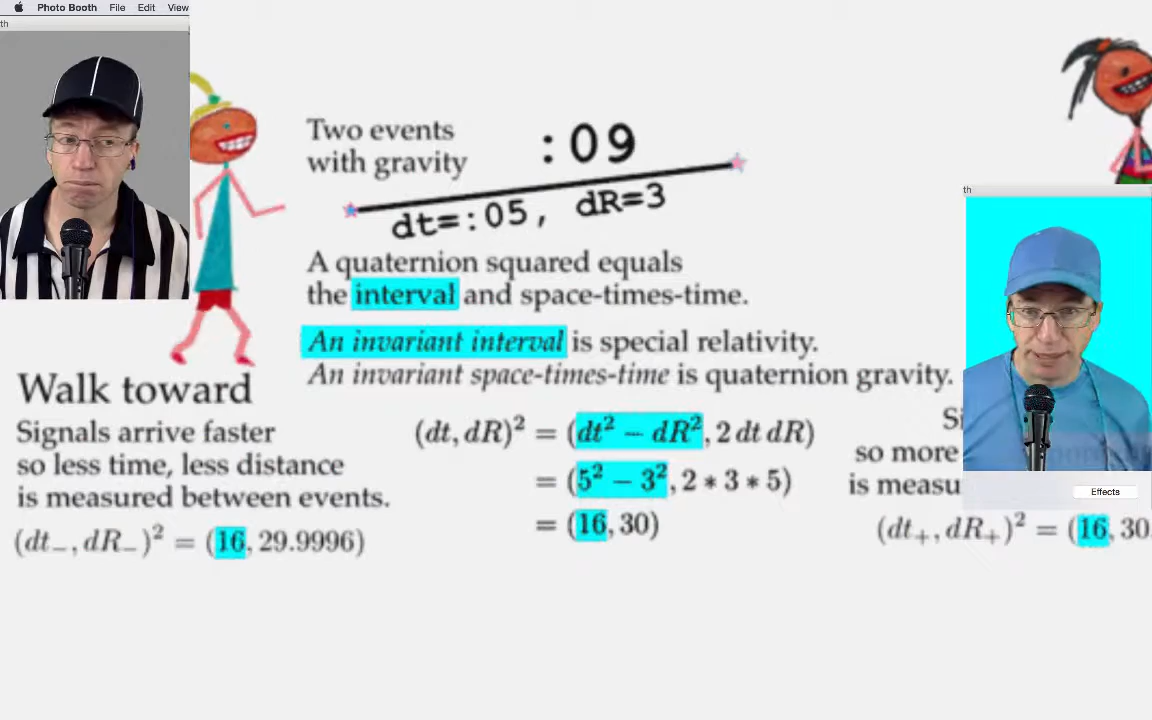 Photo Booth File Edit View
th
Two events
with gravity
:09
dt=:05, dR=3
A quaternion squared equals
the interval and space-times-time.
An invariant interval is special relativity.
An invariant space-times-time is quaternion gravity.
(dt, dR)² = (dt² − dR², 2 dt dR)
= (5² − 3², 2 ∗ 3 ∗ 5)
= (16, 30)
Walk toward
Signals arrive faster
so less time, less distance
is measured between events.
(dt₋, dR₋)² = (16, 29.9996)
th
so more
is measu
Effects
(dt₊, dR₊)² = (16, 30